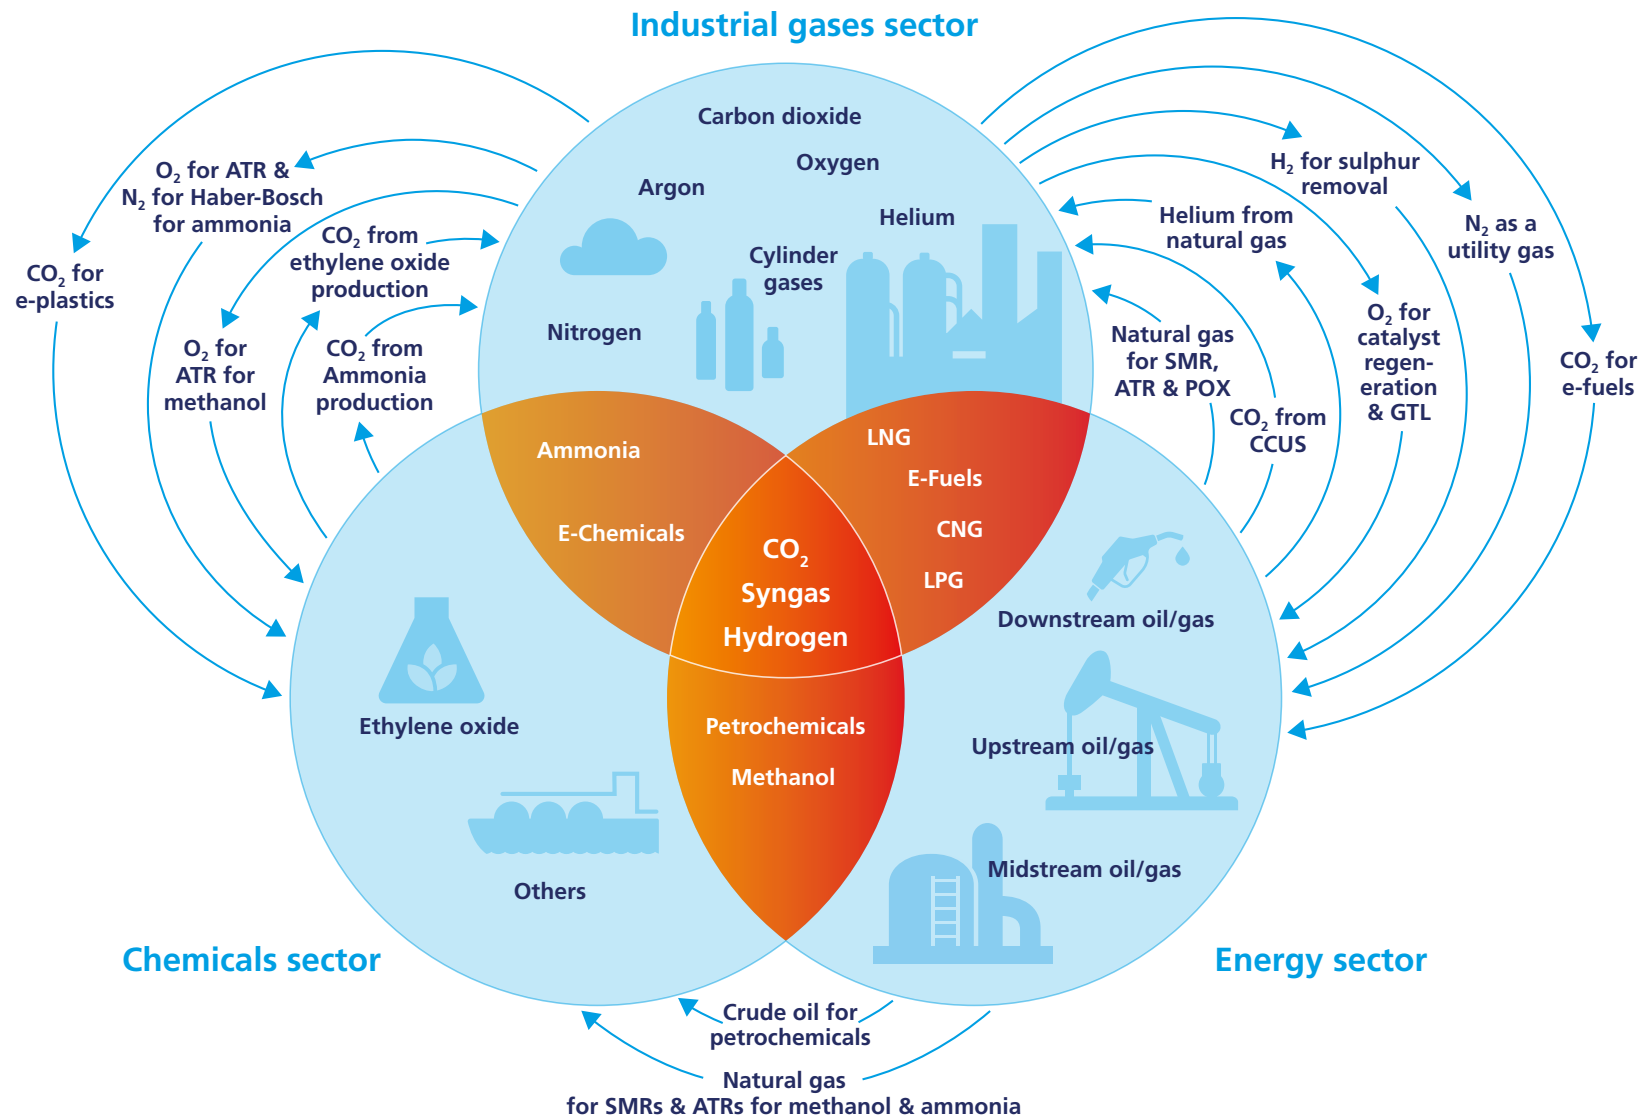 Industrial gases sector
Carbon dioxide
Oxygen
Argon
Helium
Cylinder
gases
Nitrogen
O₂ for ATR &
N₂ for Haber-Bosch
for ammonia
CO₂ from
ethylene oxide
production
CO₂ for
e-plastics
O₂ for
ATR for
methanol
CO₂ from
Ammonia
production
H₂ for sulphur
removal
Helium from
natural gas
N₂ as a
utility gas
Natural gas
for SMR,
ATR & POX
O₂ for
catalyst
regen-
eration
& GTL
CO₂ for
e-fuels
CO₂ from
CCUS
Ammonia
E-Chemicals
LNG
E-Fuels
CNG
LPG
CO₂
Syngas
Hydrogen
Petrochemicals
Methanol
Ethylene oxide
Others
Downstream oil/gas
Upstream oil/gas
Midstream oil/gas
Chemicals sector
Energy sector
Crude oil for
petrochemicals
Natural gas
for SMRs & ATRs for methanol & ammonia